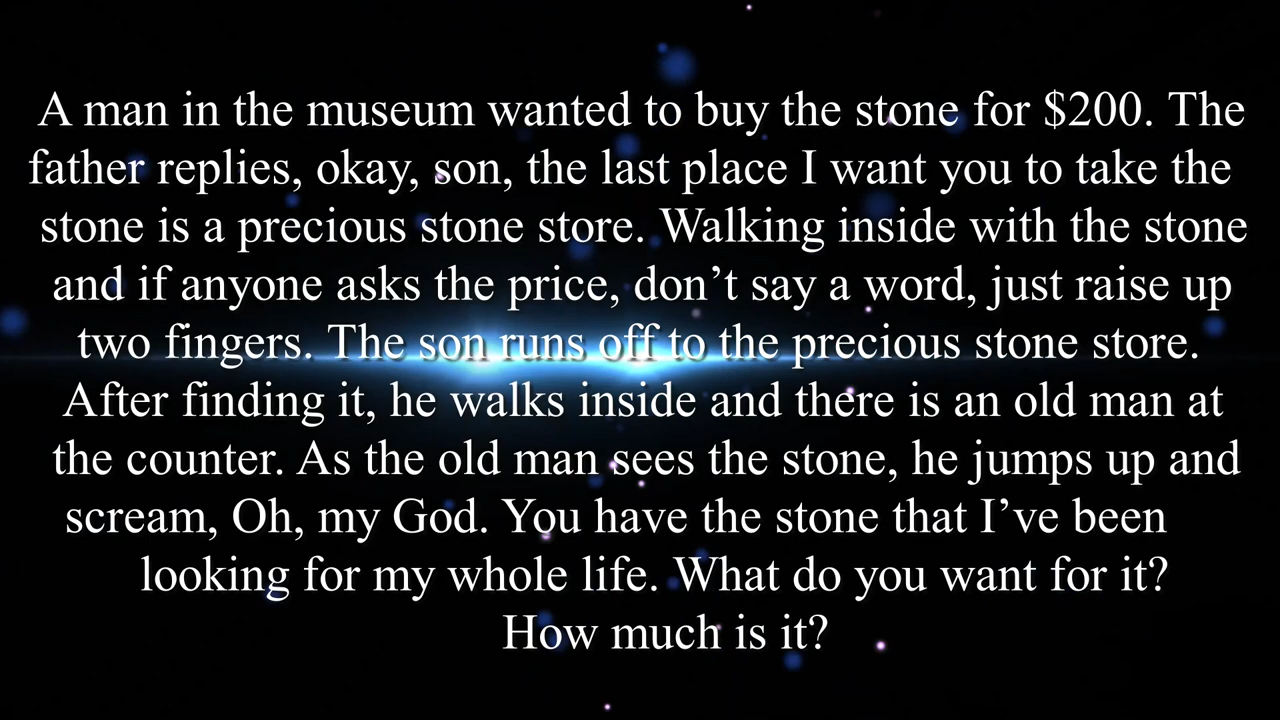 A man in the museum wanted to buy the stone for $200. The
father replies, okay, son, the last place I want you to take the
stone is a precious stone store. Walking inside with the stone
and if anyone asks the price, don’t say a word, just raise up
two fingers. The son runs off to the precious stone store.
After finding it, he walks inside and there is an old man at
the counter. As the old man sees the stone, he jumps up and
scream, Oh, my God. You have the stone that I’ve been
looking for my whole life. What do you want for it?
How much is it?